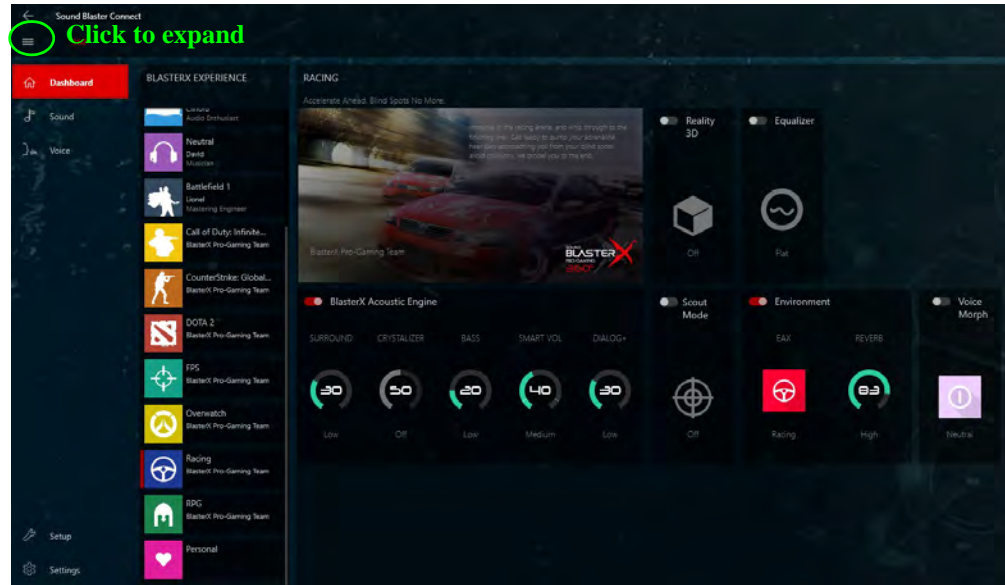 Sound Blaster Connect
Click to expand
Dashboard
Sound
Voice
Setup
Settings
BLASTERX EXPERIENCE
Audio Enthusiast
Neutral
David
Musician
Battlefield 1
Lionel
Mastering Engineer
Call of Duty: Infinite...
BlasterX Pro-Gaming Team
CounterStrike: Global...
BlasterX Pro-Gaming Team
DOTA 2
BlasterX Pro-Gaming Team
FPS
BlasterX Pro-Gaming Team
Overwatch
BlasterX Pro-Gaming Team
Racing
BlasterX Pro-Gaming Team
RPG
BlasterX Pro-Gaming Team
Personal
RACING
Accelerate Ahead. Blind Spots No More.
BlasterX Pro-Gaming Team
SOUND
BLASTERX
PRO-GAMING
360°
Reality
3D
Off
Equalizer
Flat
BlasterX Acoustic Engine
SURROUND CRYSTALIZER BASS SMART VOL DIALOG+
30 50 20 40 30
Low Off Low Medium Low
Scout
Mode
Off
Environment
EAX REVERB
83
Racing High
Voice
Morph
Neutral